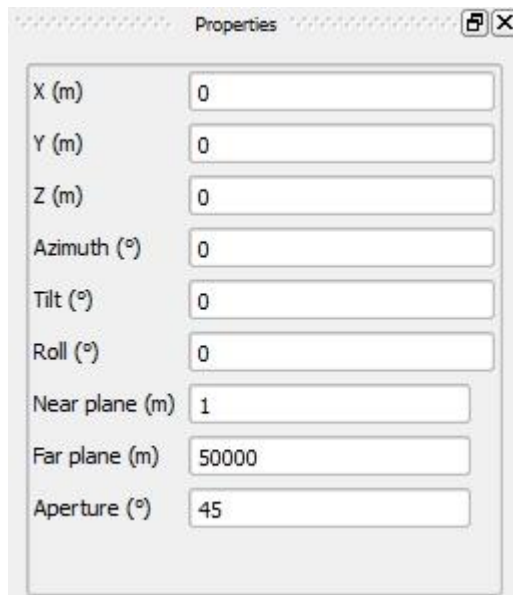 Properties
X (m) 0
Y (m) 0
Z (m) 0
Azimuth (º) 0
Tilt (º) 0
Roll (º) 0
Near plane (m) 1
Far plane (m) 50000
Aperture (º) 45